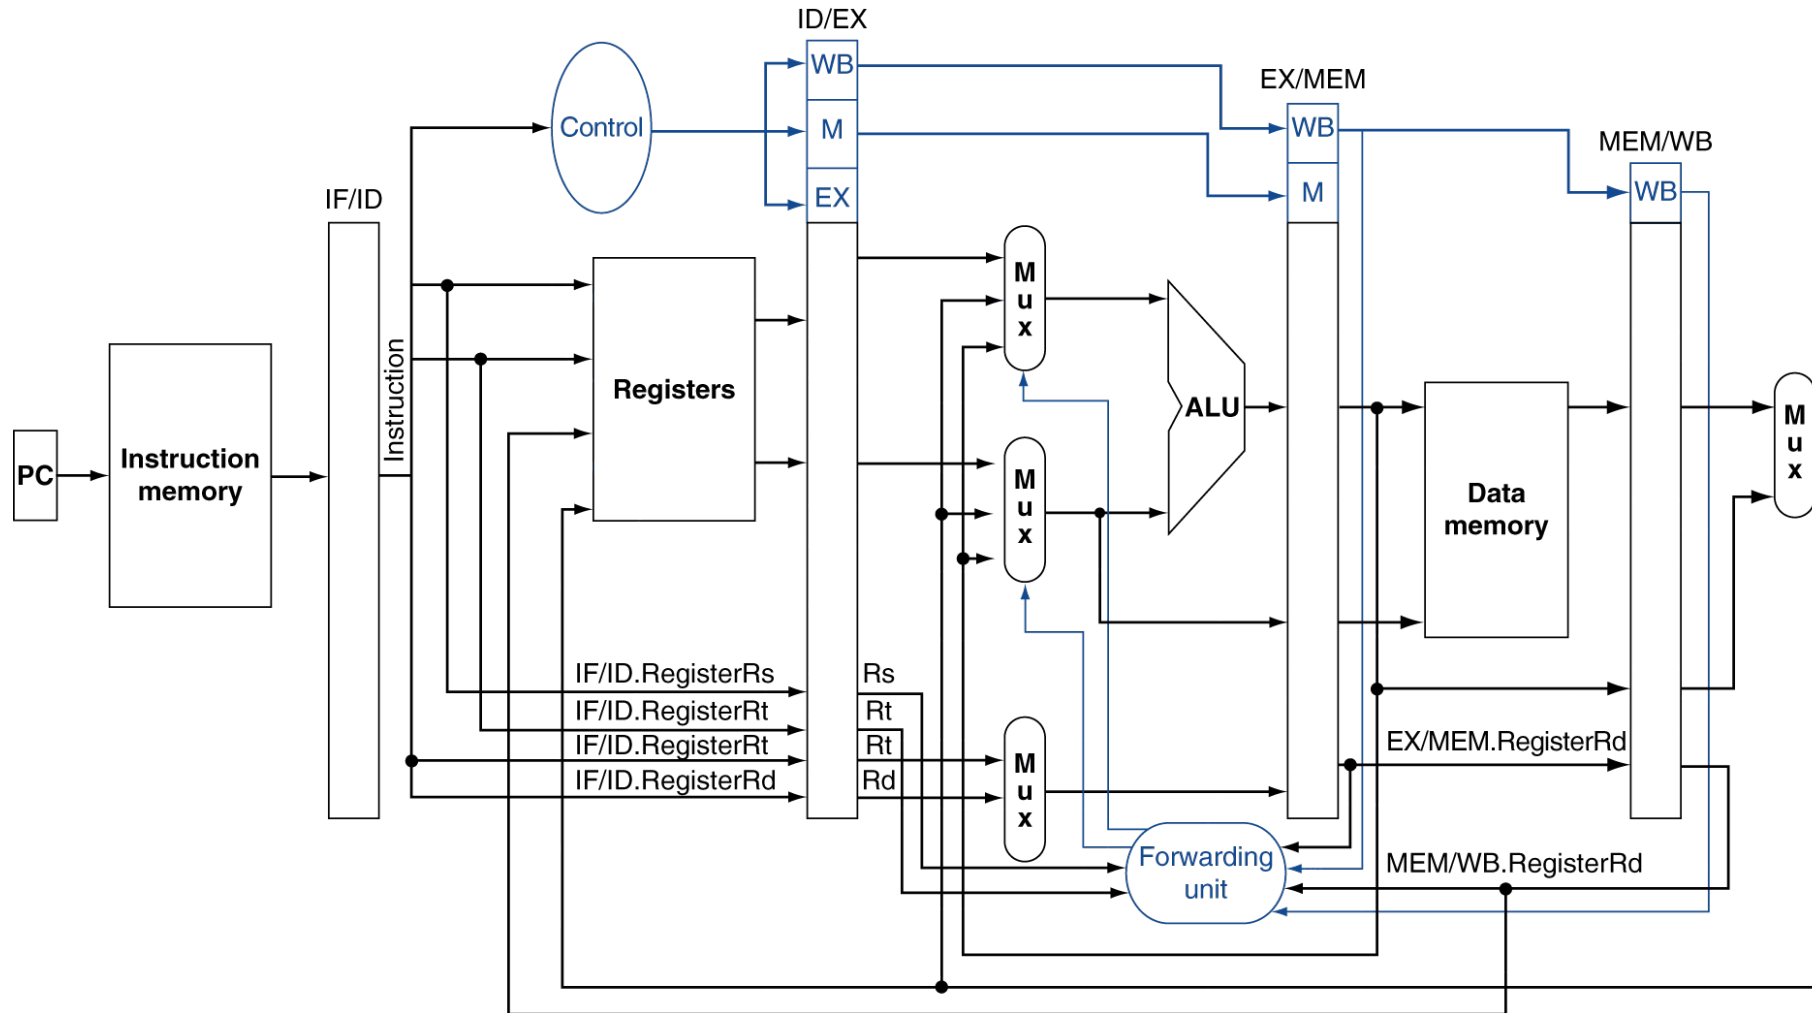 ID/EX
WB
EX/MEM
Control
M
WB
MEM/WB
IF/ID
EX
M
WB
M
u
x
Instruction
Registers
ALU
M
u
x
PC
Instruction
memory
M
u
x
Data
memory
IF/ID.RegisterRs
Rs
IF/ID.RegisterRt
Rt
IF/ID.RegisterRt
Rt
IF/ID.RegisterRd
Rd
M
u
x
EX/MEM.RegisterRd
Forwarding
unit
MEM/WB.RegisterRd